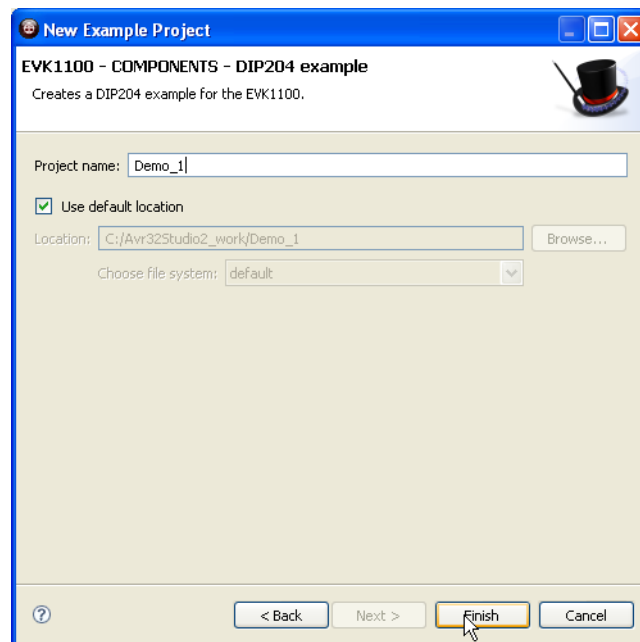 New Example Project
EVK1100 - COMPONENTS - DIP204 example
Creates a DIP204 example for the EVK1100.
Project name: Demo_1
Use default location
Location: C:/Avr32Studio2_work/Demo_1 Browse...
Choose file system: default
? < Back Next > Finish Cancel